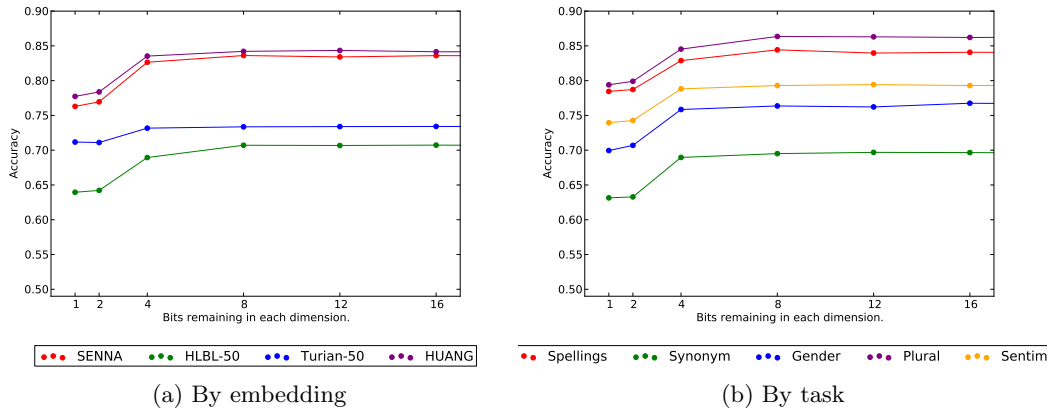 0.90
0.85
0.80
0.75
0.70
0.65
0.60
0.55
0.50
Accuracy
1 2 4 8 12 16
Bits remaining in each dimension.
SENNA HLBL-50 Turian-50 HUANG
(a) By embedding
0.90
0.85
0.80
0.75
0.70
0.65
0.60
0.55
0.50
Accuracy
1 2 4 8 12 16
Bits remaining in each dimension.
Spellings Synonym Gender Plural Sentim
(b) By task